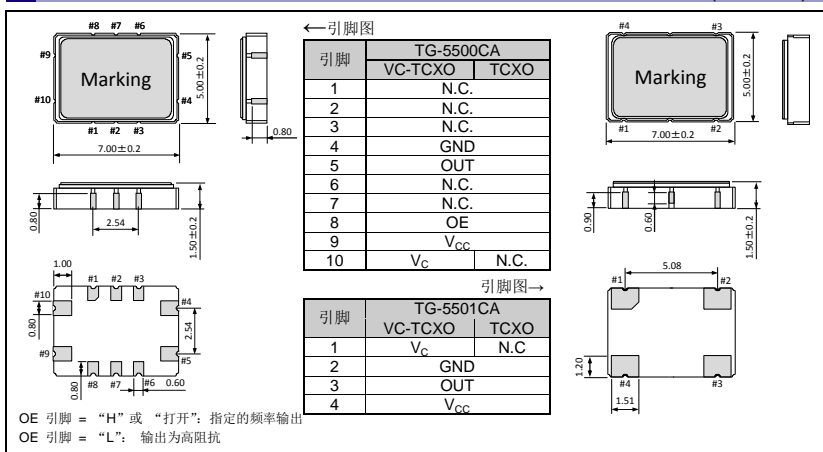 #8 #7 #6
#9
#5
Marking
#10
#4
#1 #2 #3
5.00±0.2
7.00±0.2
0.80
0.80
2.54
1.50±0.2
1.00
#1 #2 #3
#10
#4
0.80
2.54
#9
#5
0.80
#8 #7 #6 0.60
OE 引脚 = “H”或 “打开”：指定的频率输出
OE 引脚 = “L”： 输出为高阻抗
←引脚图
引脚 TG-5500CA
VC-TCXO TCXO
1 N.C.
2 N.C.
3 N.C.
4 GND
5 OUT
6 N.C.
7 N.C.
8 OE
9 VCC
10 VC N.C.
引脚图→
引脚 TG-5501CA
VC-TCXO TCXO
1 VC N.C
2 GND
3 OUT
4 VCC
#4 #3
Marking
#1 #2
5.00±0.2
7.00±0.2
0.90
0.60
1.50±0.2
5.08
#1 #2
1.20
#4 #3
1.51